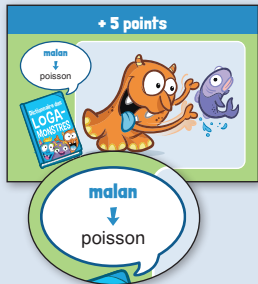 + 5 points
malan
poisson
Dictionnaire des
LOGA-
MONSTRES
malan
poisson